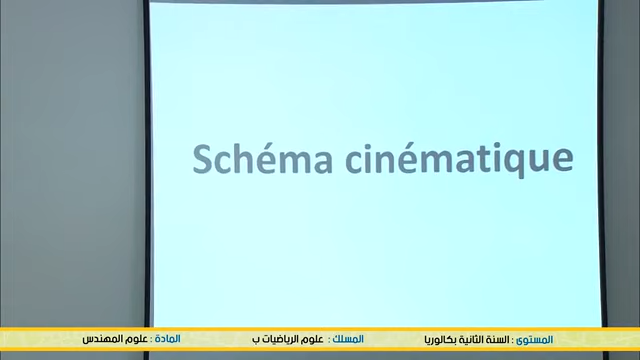 Schéma cinématique
المستوى : السنة الثانية بكالوريا المسلك : علوم الرياضيات ب المادة : علوم المهندس